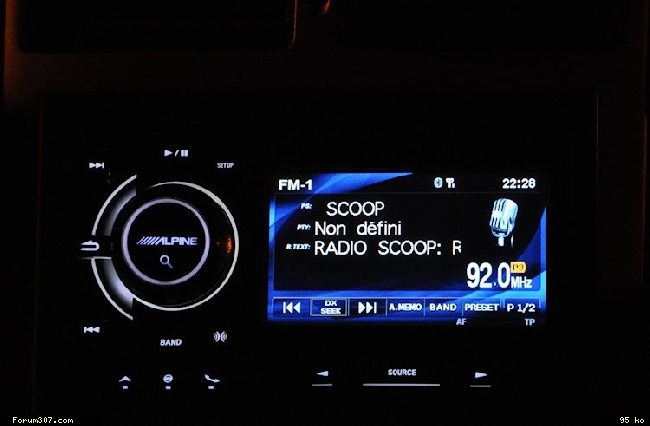 SETUP
ALPINE
BAND
FM-1
22:28
PS: SCOOP
PTY: Non défini
R.TEXT: RADIO SCOOP: R
92.0 MHz
DX SEEK
A.MEMO
BAND
PRESET
P 1/2
AF
TP
SOURCE
Forum307.com
95 ko